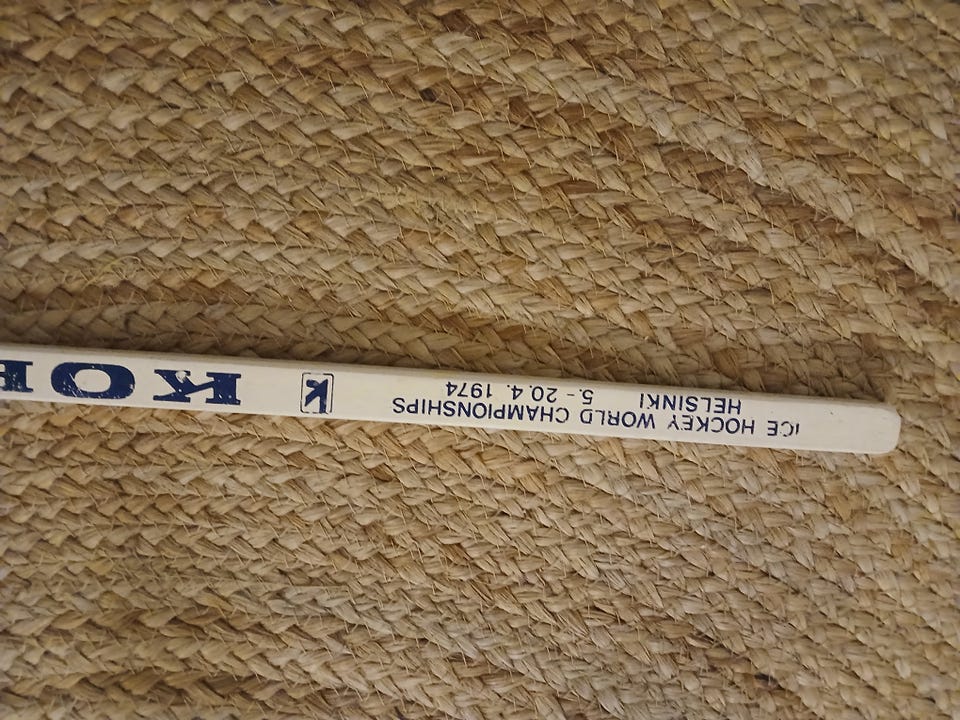 ICE HOCKEY WORLD CHAMPIONSHIPS
HELSINKI 5. - 20.4. 1974
K